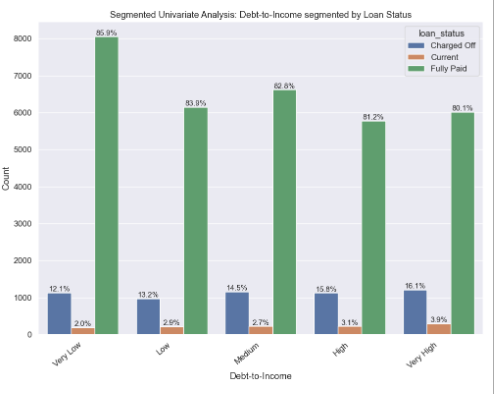 Segmented Univariate Analysis: Debt-to-Income segmented by Loan Status
loan_status
Charged Off
Current
Fully Paid
Count
8000
7000
6000
5000
4000
3000
2000
1000
0
12.1%
2.0%
85.9%
13.2%
2.9%
83.9%
14.5%
2.7%
82.8%
15.8%
3.1%
81.2%
16.1%
3.9%
80.1%
Very Low
Low
Medium
High
Very High
Debt-to-Income